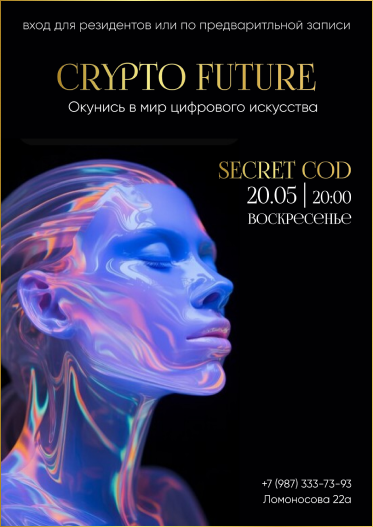 вход для резидентов или по предваритльной записи
CRYPTO FUTURE
Окунись в мир цифрового искусства
SECRET COD
20.05 | 20:00
воскресенье
+7 (987) 333-73-93
Ломоносова 22а